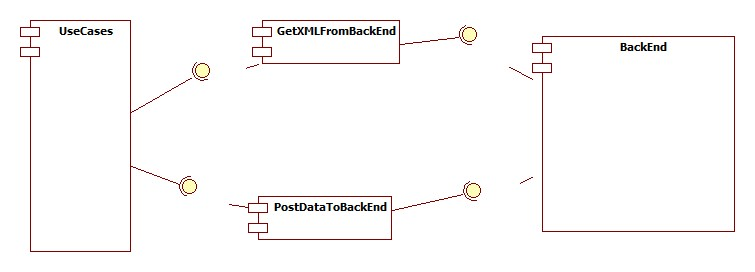 UseCases
GetXMLFromBackEnd
BackEnd
PostDataToBackEnd